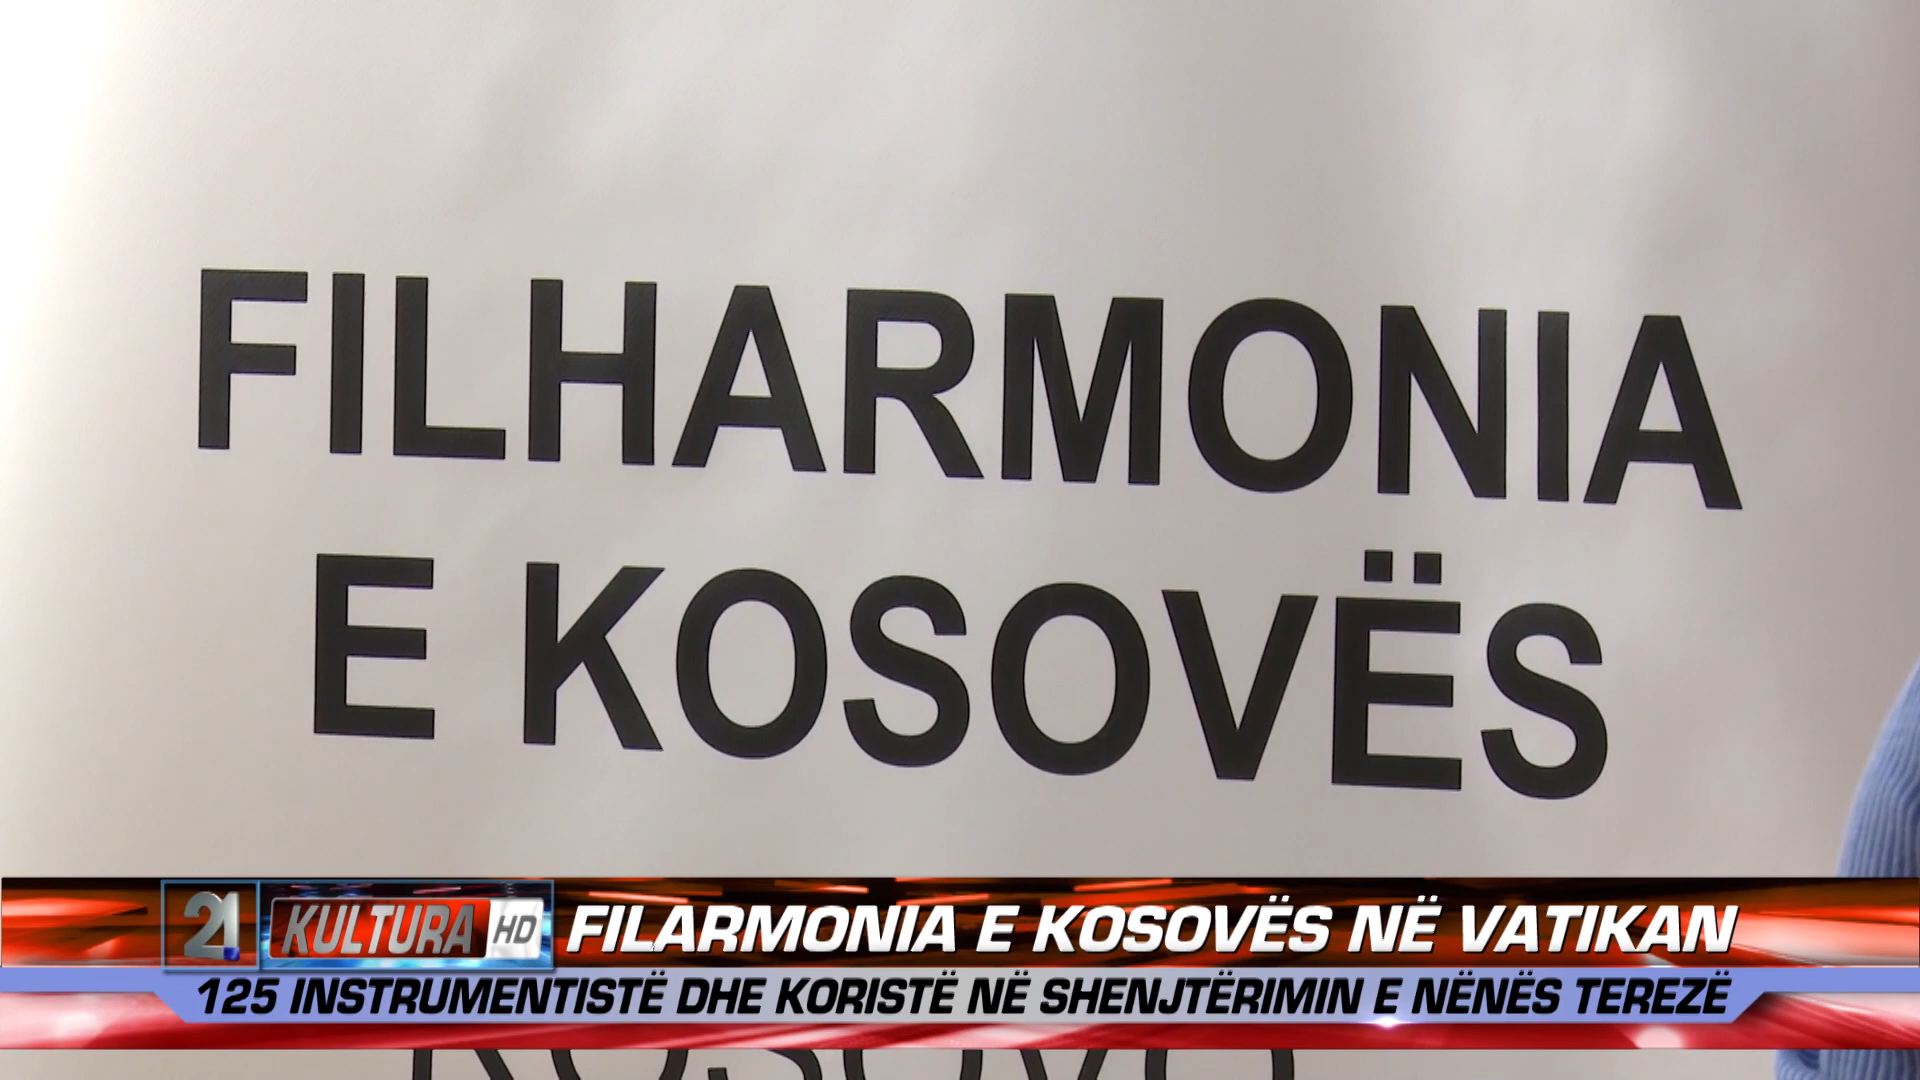 FILHARMONIA
E KOSOVËS
21 KULTURA HD FILARMONIA E KOSOVËS NË VATIKAN
125 INSTRUMENTISTË DHE KORISTË NË SHENJTËRIMIN E NËNËS TEREZË